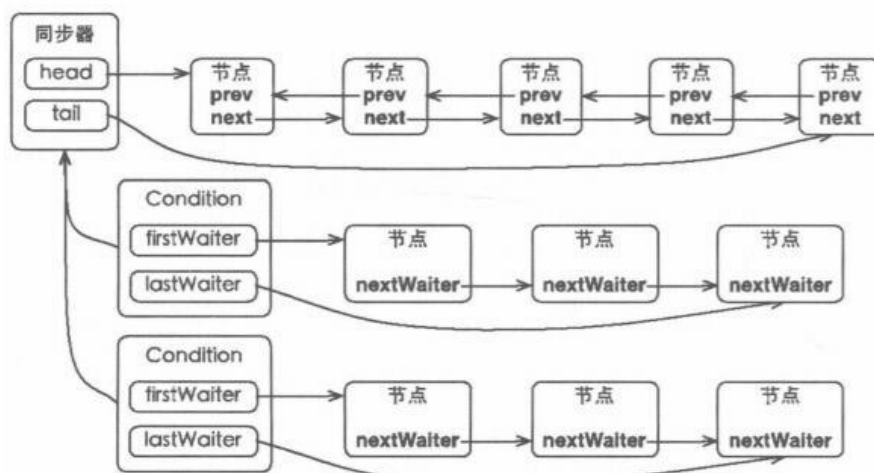 同步器
head
tail
节点
prev
next
节点
prev
next
节点
prev
next
节点
prev
next
节点
prev
next
Condition
firstWaiter
lastWaiter
节点
nextWaiter
节点
nextWaiter
节点
nextWaiter
Condition
firstWaiter
lastWaiter
节点
nextWaiter
节点
nextWaiter
节点
nextWaiter